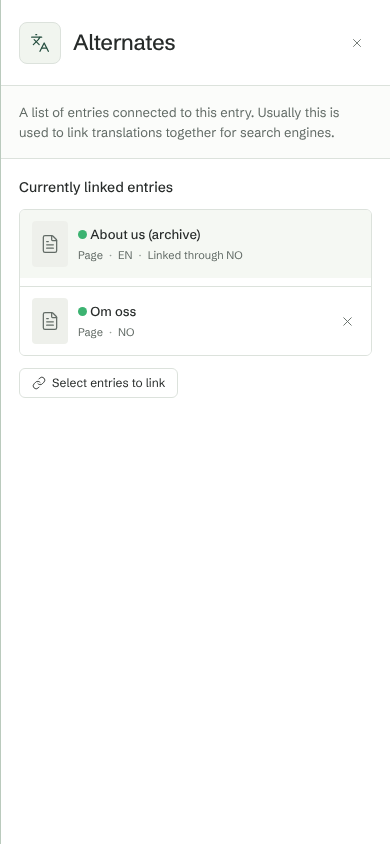 Alternates
A list of entries connected to this entry. Usually this is
used to link translations together for search engines.
Currently linked entries
About us (archive)
Page · EN · Linked through NO
Om oss
Page · NO
Select entries to link